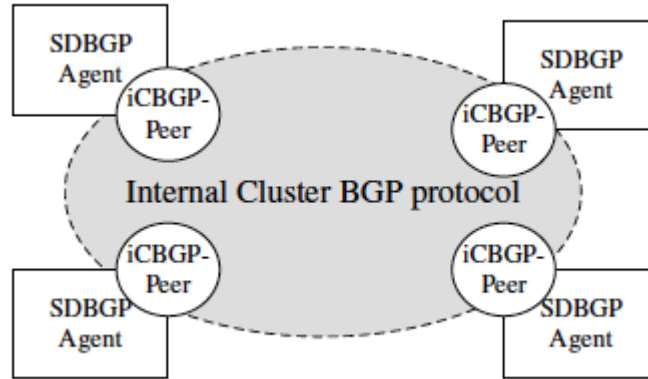 SDBGP
Agent
iCBGP-
Peer
SDBGP
Agent
iCBGP-
Peer
Internal Cluster BGP protocol
iCBGP-
Peer
SDBGP
Agent
iCBGP-
Peer
SDBGP
Agent